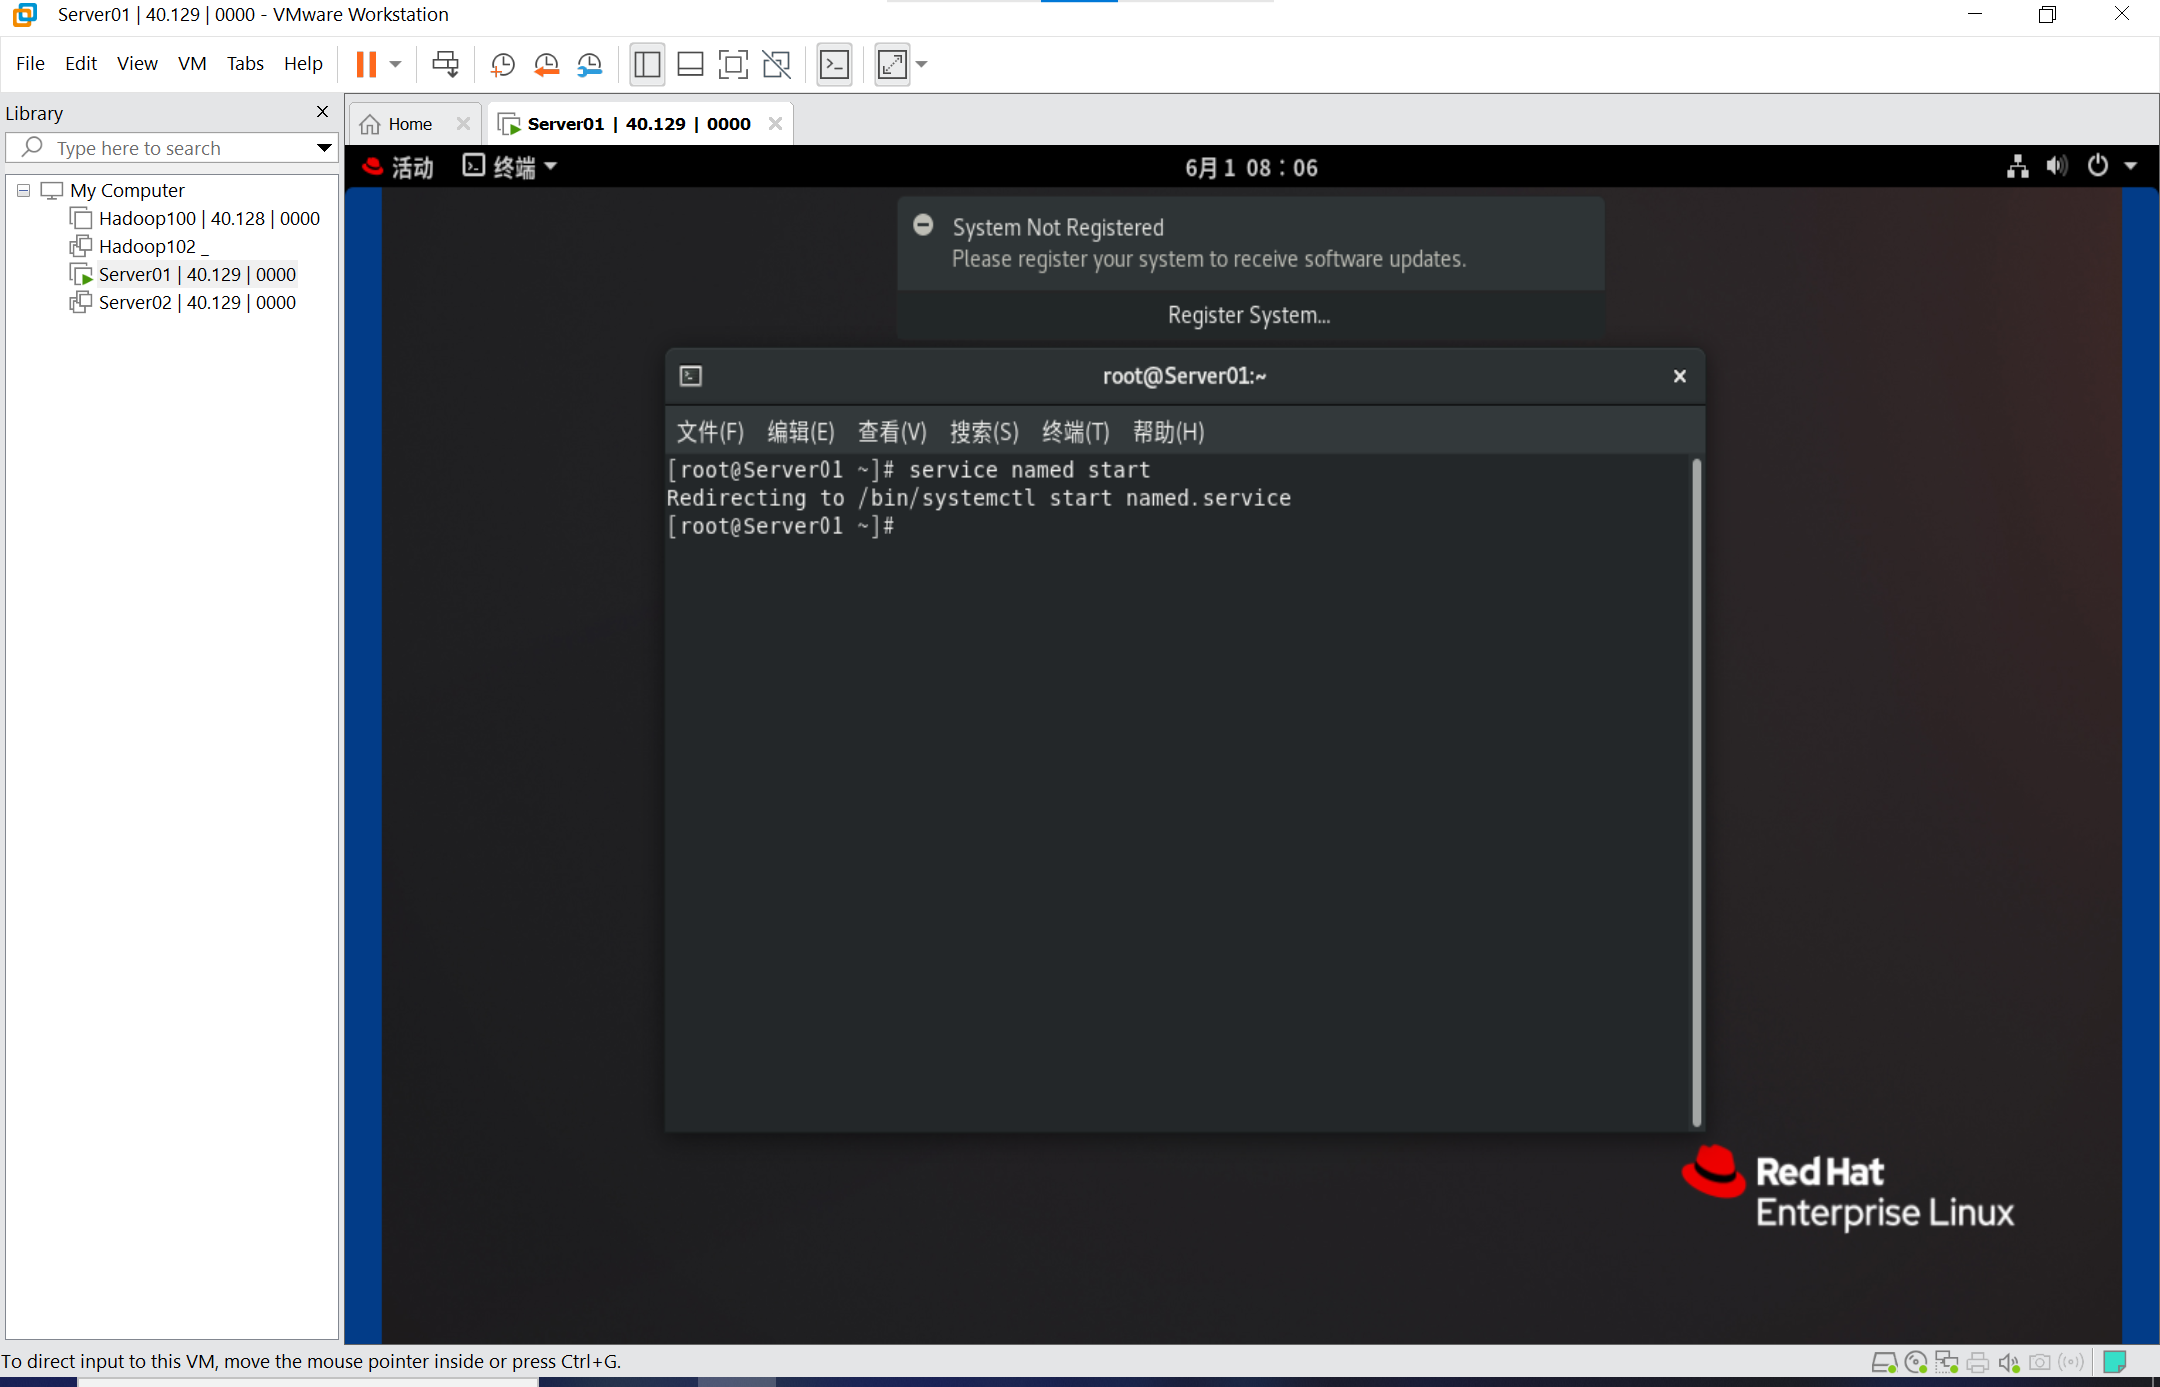 Server01 | 40.129 | 0000 - VMware Workstation
File Edit View VM Tabs Help
Library
Type here to search
My Computer
Hadoop100 | 40.128 | 0000
Hadoop102 _
Server01 | 40.129 | 0000
Server02 | 40.129 | 0000
Home
Server01 | 40.129 | 0000
活动 终端 6月 1 08：06
System Not Registered
Please register your system to receive software updates.
Register System...
root@Server01:~
文件(F) 编辑(E) 查看(V) 搜索(S) 终端(T) 帮助(H)
[root@Server01 ~]# service named start
Redirecting to /bin/systemctl start named.service
[root@Server01 ~]#
Red Hat
Enterprise Linux
To direct input to this VM, move the mouse pointer inside or press Ctrl+G.